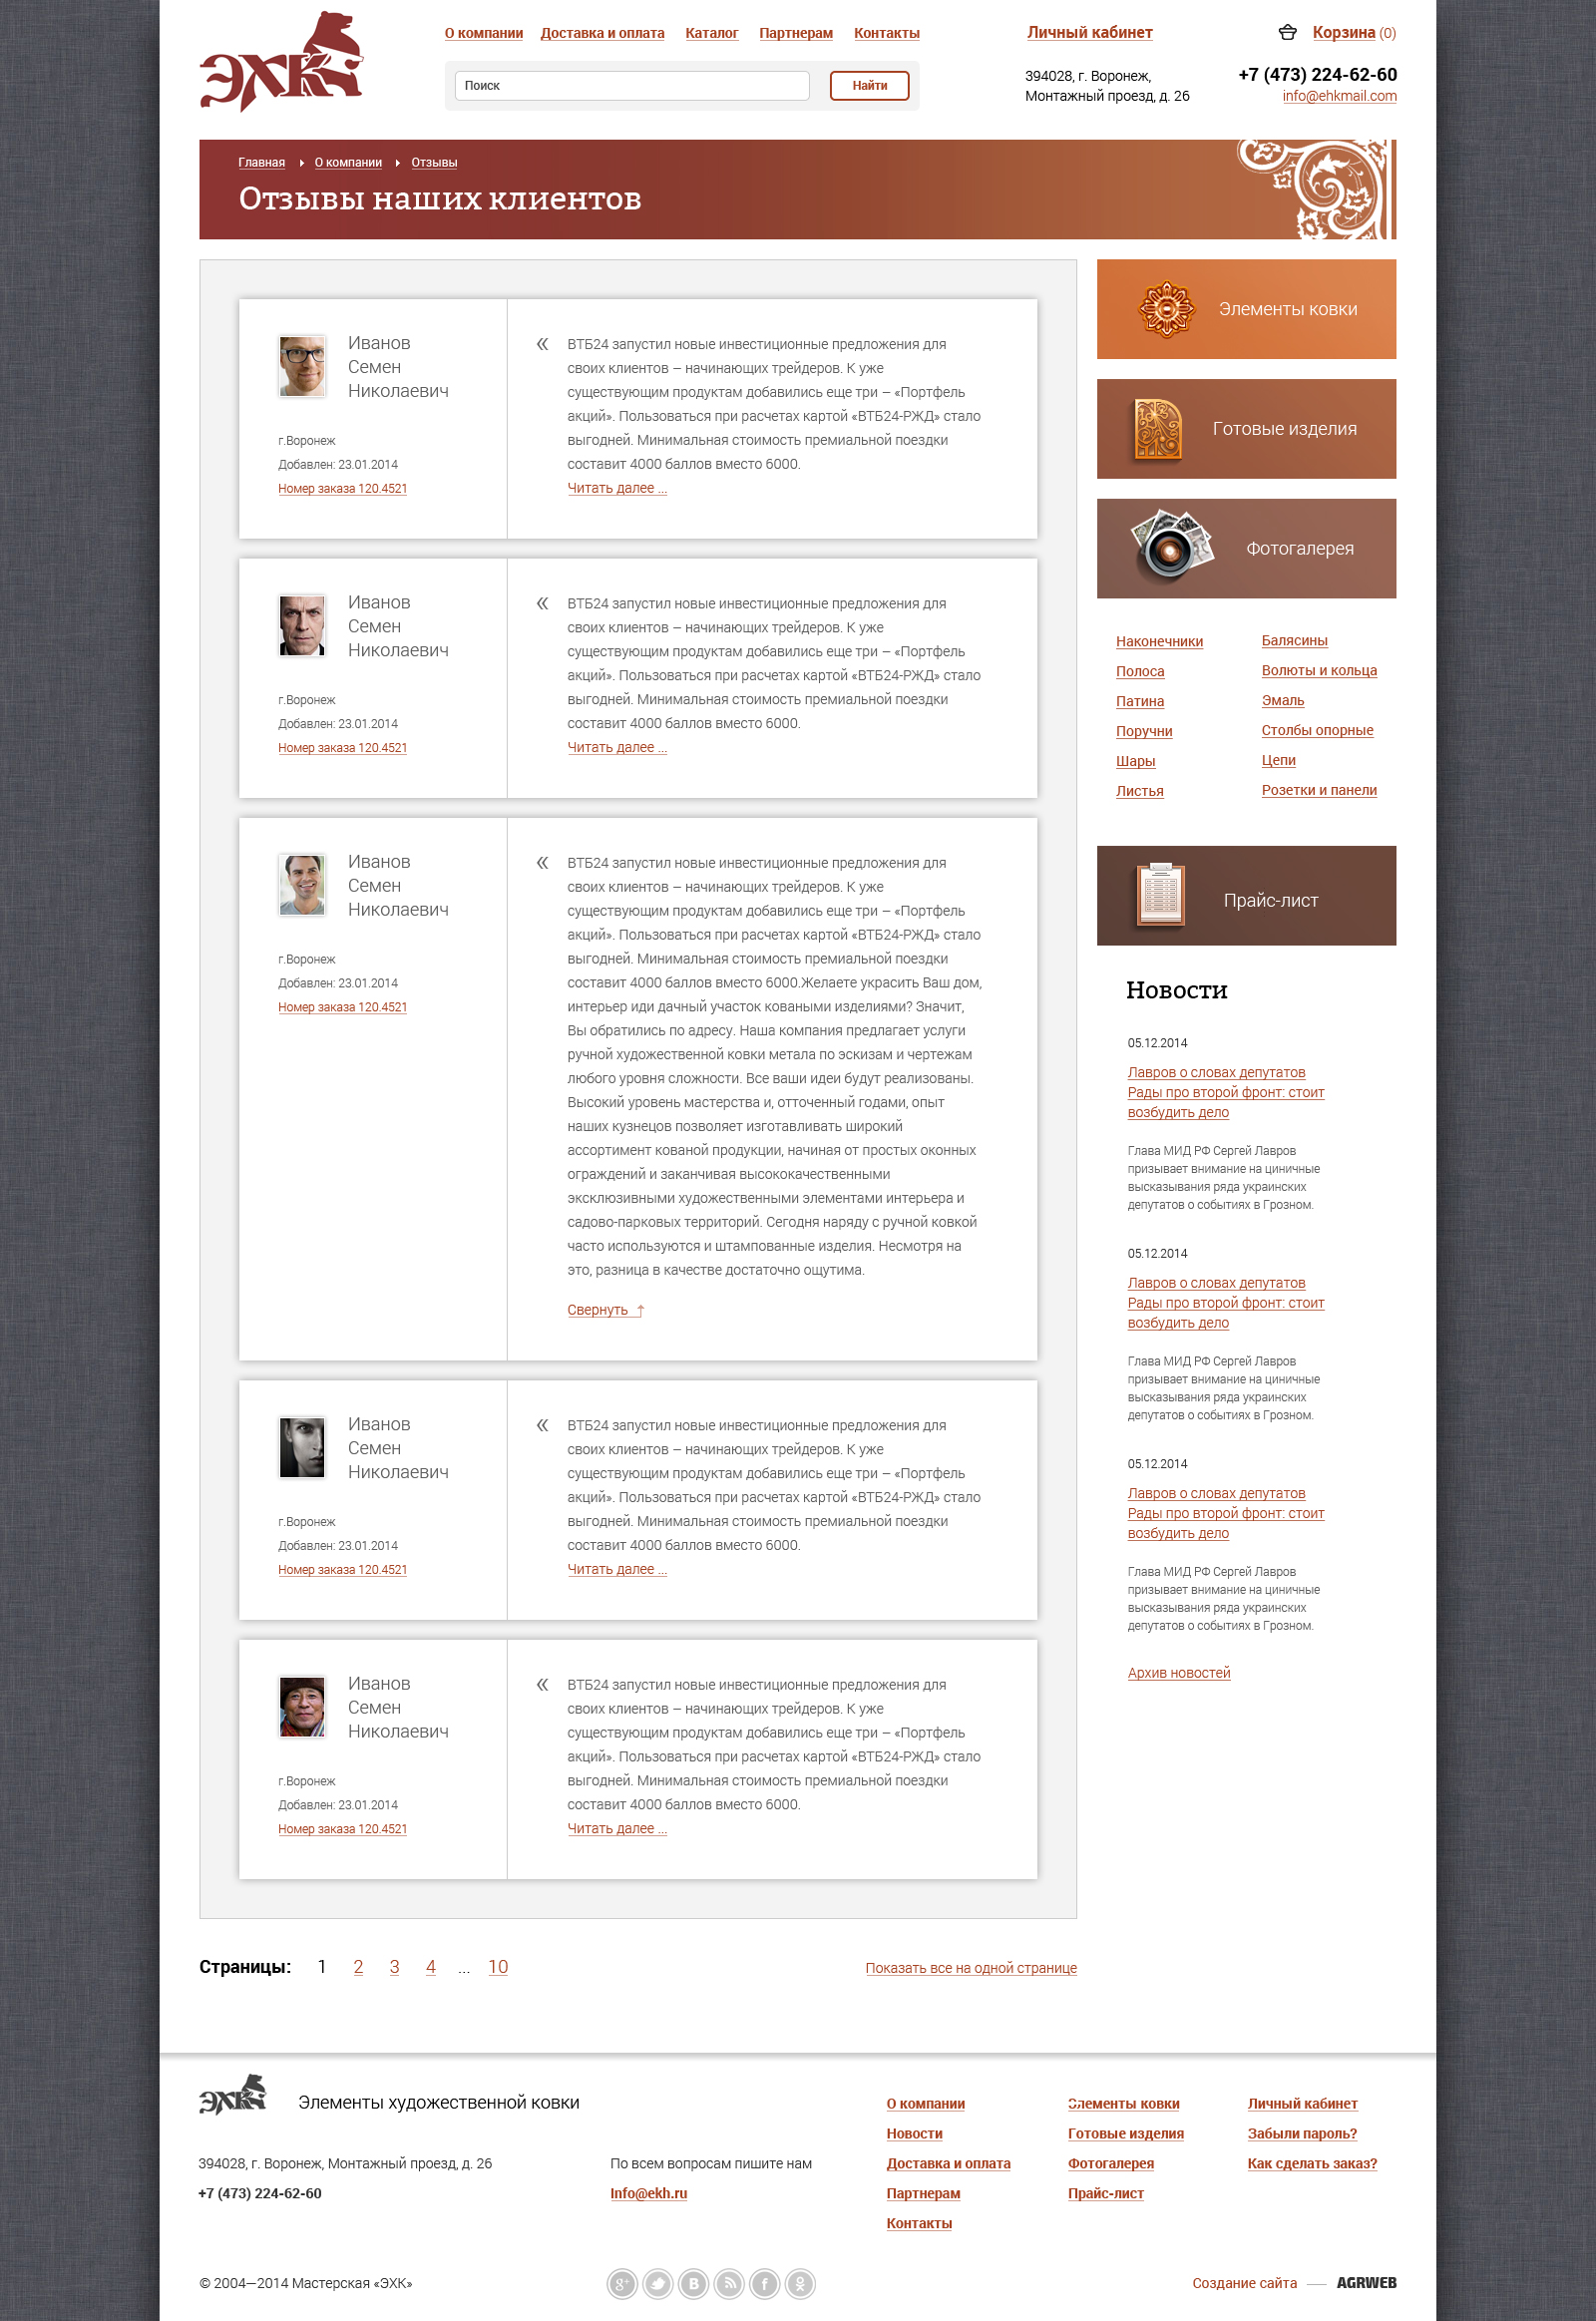 ЭХК
О компании Доставка и оплата Каталог Партнерам Контакты
Личный кабинет
Корзина (0)
Поиск
Найти
394028, г. Воронеж,
Монтажный проезд, д. 26
+7 (473) 224-62-60
info@ehkmail.com
Главная О компании Отзывы
Отзывы наших клиентов
Иванов
Семен
Николаевич
г.Воронеж
Добавлен: 23.01.2014
Номер заказа 120.4521
« ВТБ24 запустил новые инвестиционные предложения для
своих клиентов – начинающих трейдеров. К уже
существующим продуктам добавились еще три – «Портфель
акций». Пользоваться при расчетах картой «ВТБ24-РЖД» стало
выгодней. Минимальная стоимость премиальной поездки
составит 4000 баллов вместо 6000.
Читать далее ...
Иванов
Семен
Николаевич
г.Воронеж
Добавлен: 23.01.2014
Номер заказа 120.4521
« ВТБ24 запустил новые инвестиционные предложения для
своих клиентов – начинающих трейдеров. К уже
существующим продуктам добавились еще три – «Портфель
акций». Пользоваться при расчетах картой «ВТБ24-РЖД» стало
выгодней. Минимальная стоимость премиальной поездки
составит 4000 баллов вместо 6000.
Читать далее ...
Иванов
Семен
Николаевич
г.Воронеж
Добавлен: 23.01.2014
Номер заказа 120.4521
« ВТБ24 запустил новые инвестиционные предложения для
своих клиентов – начинающих трейдеров. К уже
существующим продуктам добавились еще три – «Портфель
акций». Пользоваться при расчетах картой «ВТБ24-РЖД» стало
выгодней. Минимальная стоимость премиальной поездки
составит 4000 баллов вместо 6000.Желаете украсить Ваш дом,
интерьер иди дачный участок коваными изделиями? Значит,
Вы обратились по адресу. Наша компания предлагает услуги
ручной художественной ковки метала по эскизам и чертежам
любого уровня сложности. Все ваши идеи будут реализованы.
Высокий уровень мастерства и, отточенный годами, опыт
наших кузнецов позволяет изготавливать широкий
ассортимент кованой продукции, начиная от простых оконных
ограждений и заканчивая высококачественными
эксклюзивными художественными элементами интерьера и
садово-парковых территорий. Сегодня наряду с ручной ковкой
часто используются и штампованные изделия. Несмотря на
это, разница в качестве достаточно ощутима.
Свернуть
Иванов
Семен
Николаевич
г.Воронеж
Добавлен: 23.01.2014
Номер заказа 120.4521
« ВТБ24 запустил новые инвестиционные предложения для
своих клиентов – начинающих трейдеров. К уже
существующим продуктам добавились еще три – «Портфель
акций». Пользоваться при расчетах картой «ВТБ24-РЖД» стало
выгодней. Минимальная стоимость премиальной поездки
составит 4000 баллов вместо 6000.
Читать далее ...
Иванов
Семен
Николаевич
г.Воронеж
Добавлен: 23.01.2014
Номер заказа 120.4521
« ВТБ24 запустил новые инвестиционные предложения для
своих клиентов – начинающих трейдеров. К уже
существующим продуктам добавились еще три – «Портфель
акций». Пользоваться при расчетах картой «ВТБ24-РЖД» стало
выгодней. Минимальная стоимость премиальной поездки
составит 4000 баллов вместо 6000.
Читать далее ...
Страницы: 1 2 3 4 ... 10
Показать все на одной странице
Элементы ковки
Готовые изделия
Фотогалерея
Наконечники
Полоса
Патина
Поручни
Шары
Листья
Балясины
Волюты и кольца
Эмаль
Столбы опорные
Цепи
Розетки и панели
Прайс-лист
Новости
05.12.2014
Лавров о словах депутатов
Рады про второй фронт: стоит
возбудить дело
Глава МИД РФ Сергей Лавров
призывает внимание на циничные
высказывания ряда украинских
депутатов о событиях в Грозном.
05.12.2014
Лавров о словах депутатов
Рады про второй фронт: стоит
возбудить дело
Глава МИД РФ Сергей Лавров
призывает внимание на циничные
высказывания ряда украинских
депутатов о событиях в Грозном.
05.12.2014
Лавров о словах депутатов
Рады про второй фронт: стоит
возбудить дело
Глава МИД РФ Сергей Лавров
призывает внимание на циничные
высказывания ряда украинских
депутатов о событиях в Грозном.
Архив новостей
ЭХК
Элементы художественной ковки
394028, г. Воронеж, Монтажный проезд, д. 26
+7 (473) 224-62-60
По всем вопросам пишите нам
Info@ekh.ru
О компании
Новости
Доставка и оплата
Партнерам
Контакты
Элементы ковки
Готовые изделия
Фотогалерея
Прайс-лист
Личный кабинет
Забыли пароль?
Как сделать заказ?
© 2004—2014 Мастерская «ЭХК»
g+ B f
Создание сайта — AGRWEB